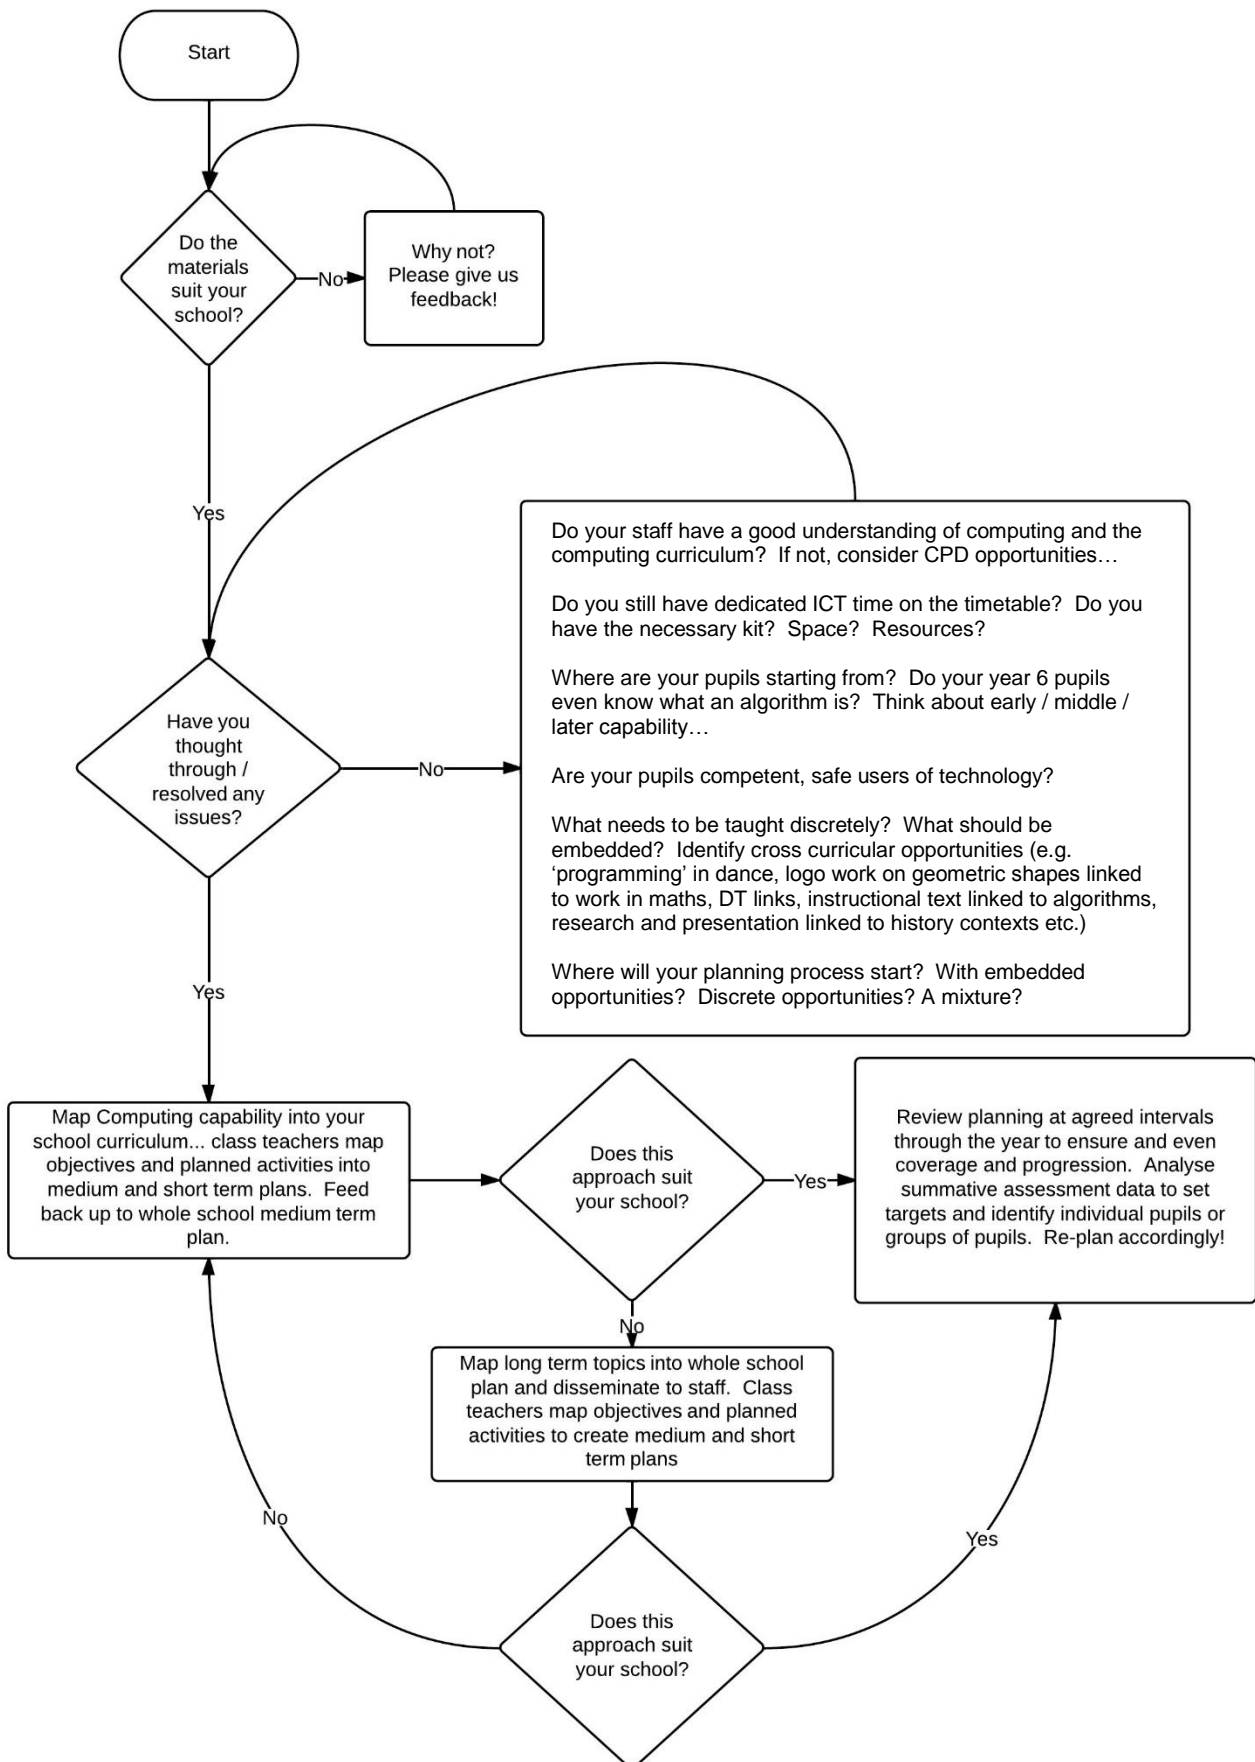 Start
Do the
materials
suit your
school?
No
Why not?
Please give us
feedback!
Yes
Do your staff have a good understanding of computing and the
computing curriculum?  If not, consider CPD opportunities…
Do you still have dedicated ICT time on the timetable?  Do you
have the necessary kit?  Space?  Resources?
Where are your pupils starting from?  Do your year 6 pupils
even know what an algorithm is?  Think about early / middle /
later capability…
Are your pupils competent, safe users of technology?
What needs to be taught discretely?  What should be
embedded?  Identify cross curricular opportunities (e.g.
‘programming’ in dance, logo work on geometric shapes linked
to work in maths, DT links, instructional text linked to algorithms,
research and presentation linked to history contexts etc.)
Where will your planning process start?  With embedded
opportunities?  Discrete opportunities? A mixture?
Have you
thought
through /
resolved any
issues?
No
Yes
Map Computing capability into your
school curriculum... class teachers map
objectives and planned activities into
medium and short term plans.  Feed
back up to whole school medium term
plan.
Does this
approach suit
your school?
Yes
Review planning at agreed intervals
through the year to ensure and even
coverage and progression.  Analyse
summative assessment data to set
targets and identify individual pupils or
groups of pupils.  Re-plan accordingly!
No
Map long term topics into whole school
plan and disseminate to staff.  Class
teachers map objectives and planned
activities to create medium and short
term plans
No
Yes
Does this
approach suit
your school?